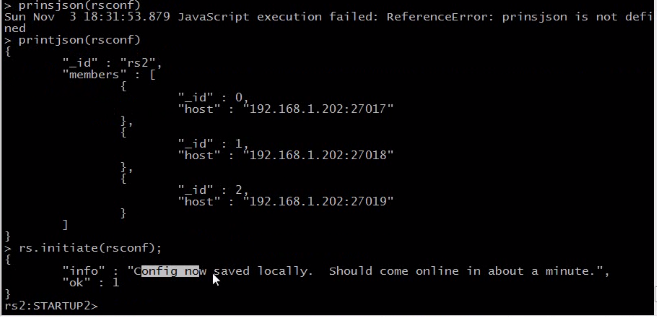 > prinsjson(rsconf)
Sun Nov  3 18:31:53.879 JavaScript execution failed: ReferenceError: prinsjson is not defi
ned
> printjson(rsconf)
{
        "_id" : "rs2",
        "members" : [
                {
                        "_id" : 0,
                        "host" : "192.168.1.202:27017"
                },
                {
                        "_id" : 1,
                        "host" : "192.168.1.202:27018"
                },
                {
                        "_id" : 2,
                        "host" : "192.168.1.202:27019"
                }
        ]
}
> rs.initiate(rsconf);
{
        "info" : "Config now saved locally.  Should come online in about a minute.",
        "ok" : 1
}
rs2:STARTUP2>